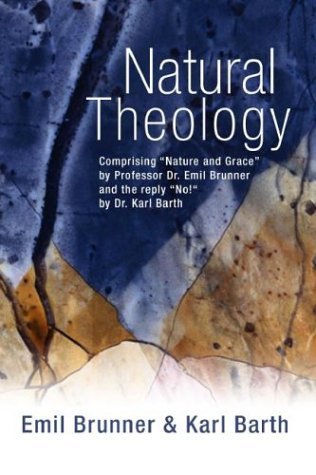 Natural
Theology
Comprising “Nature and Grace”
by Professor Dr. Emil Brunner
and the reply “No!“
by Dr. Karl Barth
Emil Brunner & Karl Barth